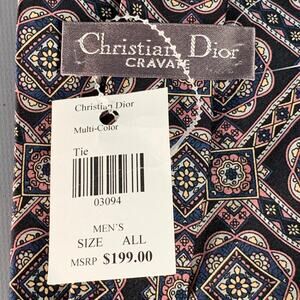 Christian Dior
CRAVATE
Christian Dior
Multi-Color
Tie
03094
MEN'S
SIZE ALL
MSRP $199.00